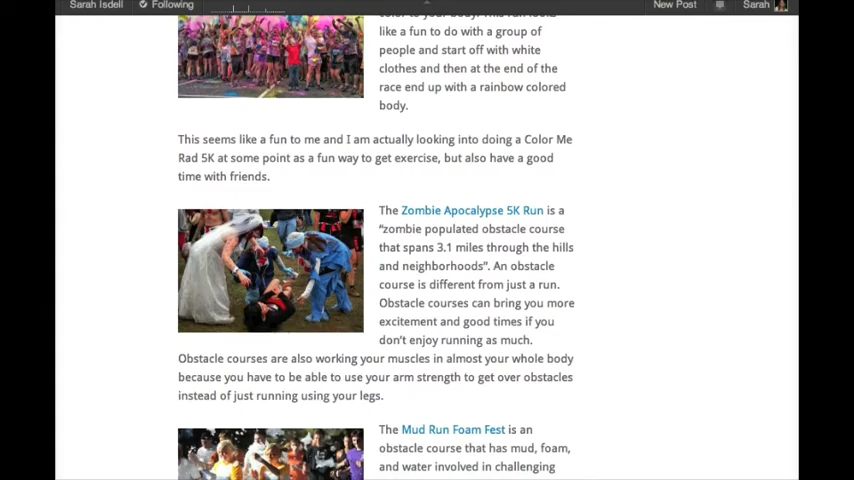 Sarah Isdell
Following
New Post
Sarah
color to your body. This run looks
like a fun to do with a group of
people and start off with white
clothes and then at the end of the
race end up with a rainbow colored
body.
This seems like a fun to me and I am actually looking into doing a Color Me
Rad 5K at some point as a fun way to get exercise, but also have a good
time with friends.
The Zombie Apocalypse 5K Run is a
“zombie populated obstacle course
that spans 3.1 miles through the hills
and neighborhoods”. An obstacle
course is different from just a run.
Obstacle courses can bring you more
excitement and good times if you
don’t enjoy running as much.
Obstacle courses are also working your muscles in almost your whole body
because you have to be able to use your arm strength to get over obstacles
instead of just running using your legs.
The Mud Run Foam Fest is an
obstacle course that has mud, foam,
and water involved in challenging